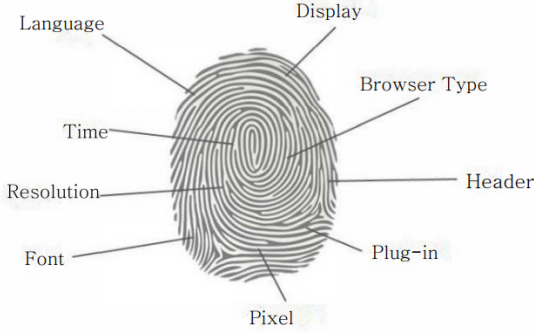 Display
Language
Browser Type
Time
Header
Resolution
Plug-in
Font
Pixel